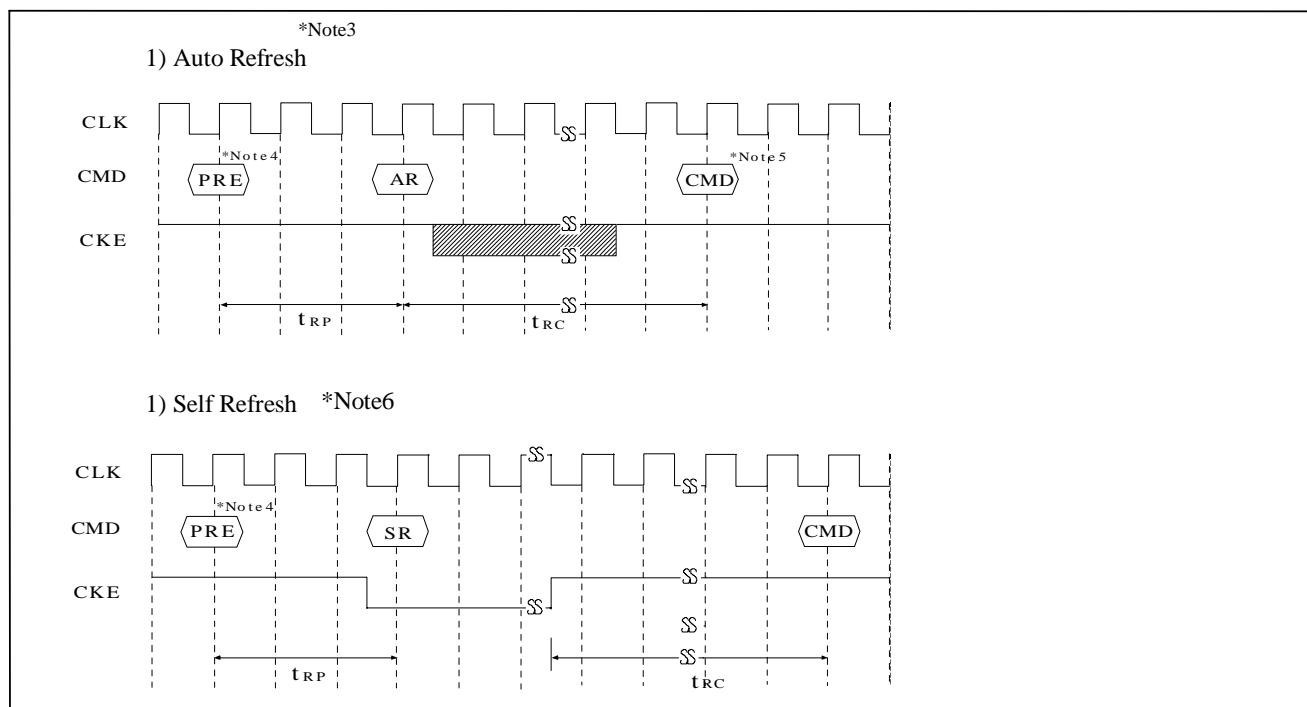 *Note3
1) Auto Refresh
CLK
*Note4
*Note5
CMD
PRE
AR
CMD
CKE
tRP
tRC
1) Self Refresh *Note6
CLK
*Note4
CMD
PRE
SR
CMD
CKE
tRP
tRC